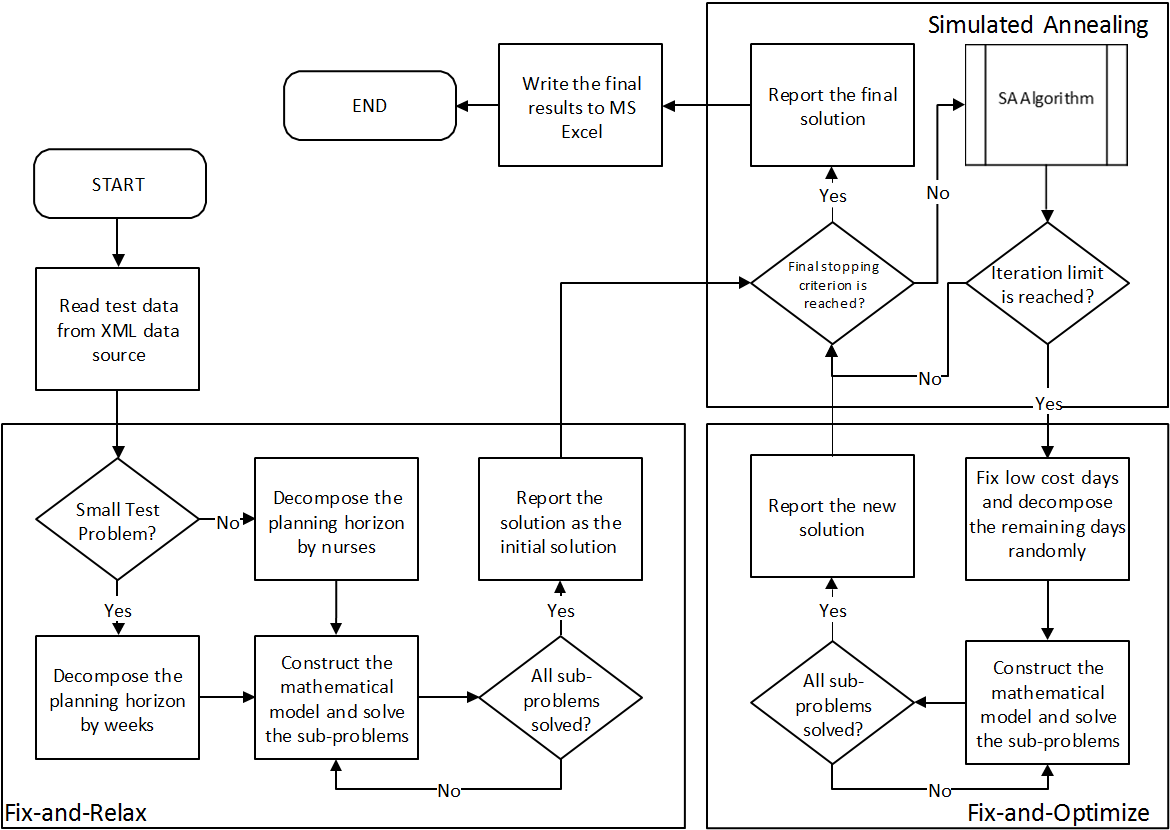 Simulated Annealing
END
Write the final
results to MS
Excel
Report the final
solution
SA Algorithm
START
Yes
No
Read test data
from XML data
source
Final stopping
criterion is
reached?
Iteration limit
is reached?
No
Yes
Small Test
Problem?
No
Decompose the
planning horizon
by nurses
Report the
solution as the
initial solution
Report the new
solution
Fix low cost days
and decompose
the remaining days
randomly
Yes
Yes
Yes
Decompose the
planning horizon
by weeks
Construct the
mathematical
model and solve
the sub-problems
All sub-
problems
solved?
All sub-
problems
solved?
Construct the
mathematical
model and solve
the sub-problems
No
No
Fix-and-Relax
Fix-and-Optimize